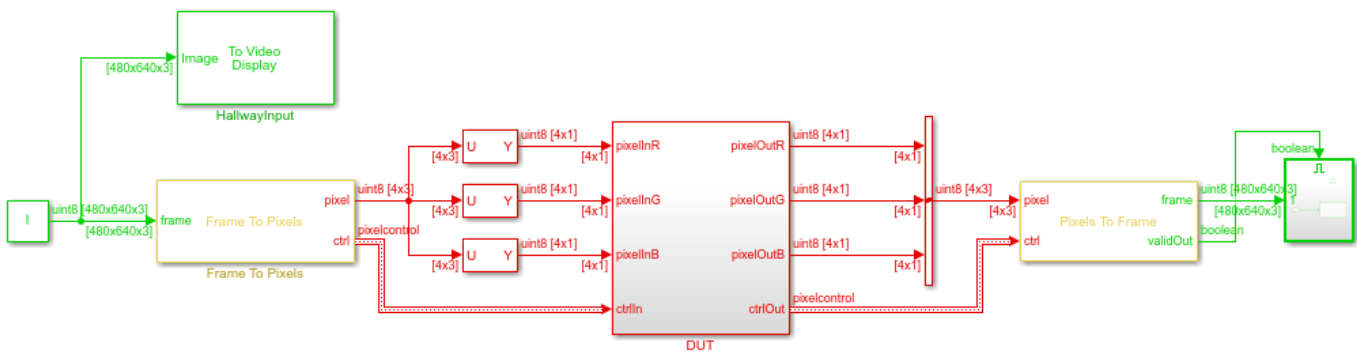 To Video
Display
Image
[480x640x3]
HallwayInput
I
uint8 [480x640x3]
[480x640x3]
frame
Frame To Pixels
pixel
ctrl
Frame To Pixels
uint8 [4x3]
pixelcontrol
[4x3]
U Y
uint8 [4x1]
[4x1]
[4x3]
U Y
uint8 [4x1]
[4x1]
[4x3]
U Y
uint8 [4x1]
[4x1]
pixelInR
pixelInG
pixelInB
ctrlIn
pixelOutR
pixelOutG
pixelOutB
ctrlOut
DUT
uint8 [4x1]
[4x1]
uint8 [4x1]
[4x1]
uint8 [4x1]
[4x1]
pixelcontrol
uint8 [4x3]
[4x3]
pixel
ctrl
Pixels To Frame
frame
validOut
uint8 [480x640x3]
[480x640x3]
boolean
boolean